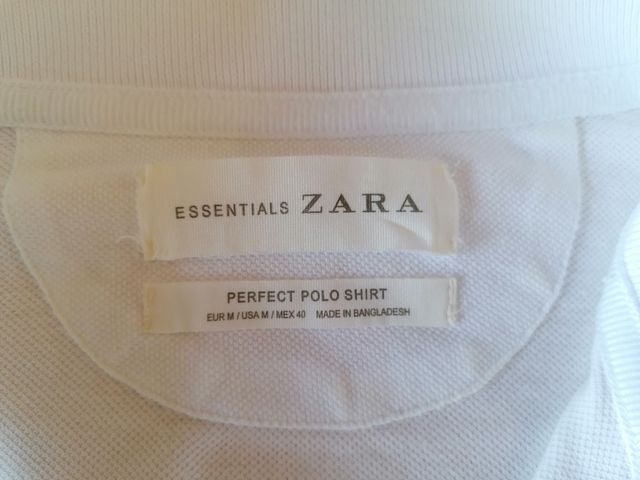 ESSENTIALS ZARA
PERFECT POLO SHIRT
EUR M / USA M / MEX 40 MADE IN BANGLADESH